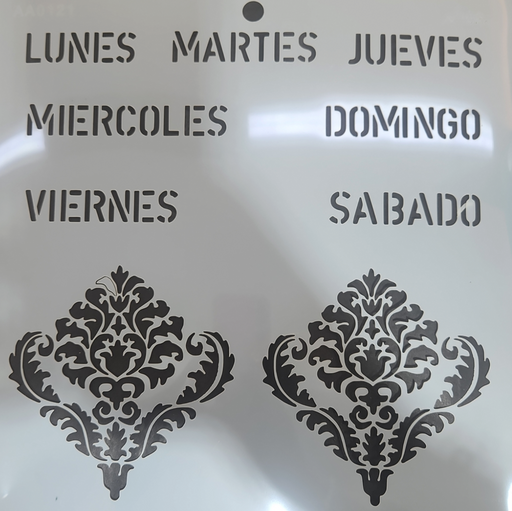 LUNES MARTES JUEVES
MIERCOLES DOMINGO
VIERNES SABADO